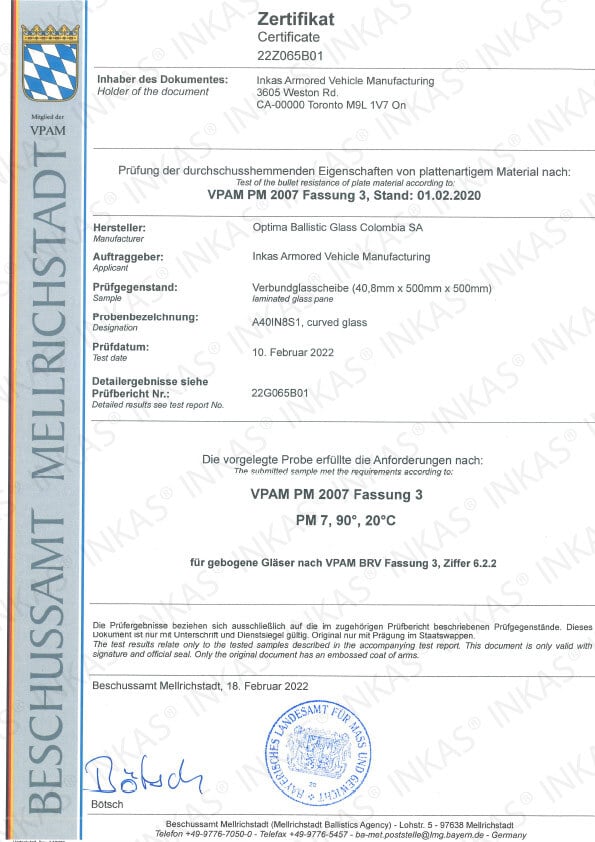 Zertifikat
Certificate
22Z065B01
Mitglied der
VPAM
BESCHUSSAMT MELLRICHSTADT
Inhaber des Dokumentes:
Holder of the document
Inkas Armored Vehicle Manufacturing
3605 Weston Rd.
CA-00000 Toronto M9L 1V7 On
Prüfung der durchschusshemmenden Eigenschaften von plattenartigem Material nach:
Test of the bullet resistance of plate material according to:
VPAM PM 2007 Fassung 3, Stand: 01.02.2020
Hersteller:
Manufacturer
Optima Ballistic Glass Colombia SA
Auftraggeber:
Applicant
Inkas Armored Vehicle Manufacturing
Prüfgegenstand:
Sample
Verbundglasscheibe (40,8mm x 500mm x 500mm)
laminated glass pane
Probenbezeichnung:
Designation
A40IN8S1, curved glass
Prüfdatum:
Test date
10. Februar 2022
Detailergebnisse siehe
Prüfbericht Nr.:
Detailed results see test report No.
22G065B01
Die vorgelegte Probe erfüllte die Anforderungen nach:
The submitted sample met the requirements according to:
VPAM PM 2007 Fassung 3
PM 7, 90°, 20°C
für gebogene Gläser nach VPAM BRV Fassung 3, Ziffer 6.2.2
Die Prüfergebnisse beziehen sich ausschließlich auf die im zugehörigen Prüfbericht beschriebenen Prüfgegenstände. Dieses
Dokument ist nur mit Unterschrift und Dienstsiegel gültig. Original nur mit Prägung im Staatswappen.
The test results relate only to the tested samples described in the accompanying test report. This document is only valid with
signature and official seal. Only the original document has an embossed coat of arms.
Beschussamt Mellrichstadt, 18. Februar 2022
BAYERISCHES LANDESAMT FÜR MASS UND GEWICHT
20
Bötsch
Bötsch
Beschussamt Mellrichstadt (Mellrichstadt Ballistics Agency) - Lohstr. 5 - 97638 Mellrichstadt
Telefon +49-9776-7050-0 - Telefax +49-9776-5457 - ba-met.poststelle@lmg.bayern.de - Germany
INKAS®